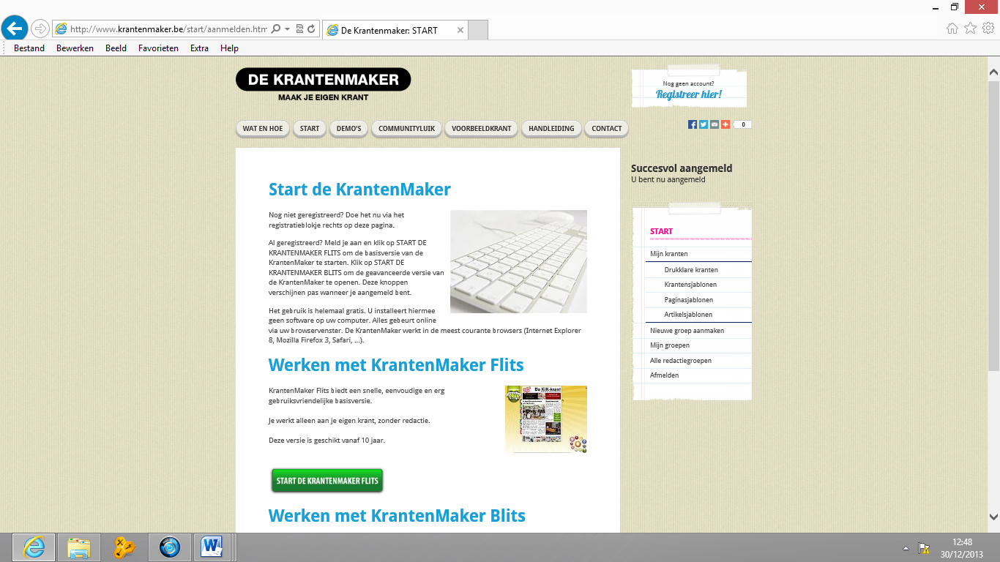 http://www.krantenmaker.be/start/aanmelden.htm
De Krantenmaker: START
Bestand Bewerken Beeld Favorieten Extra Help
DE KRANTENMAKER
MAAK JE EIGEN KRANT
Nog geen account?
Registreer hier!
WAT EN HOE START DEMO'S COMMUNITYLUIK VOORBEELDKRANT HANDLEIDING CONTACT
0
Start de KrantenMaker
Nog niet geregistreerd? Doe het nu via het
registratieblokje rechts op deze pagina.
Al geregistreerd? Meld je aan en klik op START DE
KRANTENMAKER FLITS om de basisversie van de
KrantenMaker te starten. Klik op START DE
KRANTENMAKER BLITS om de geavanceerde versie van
de KrantenMaker te openen. Deze knoppen
verschijnen pas wanneer je aangemeld bent.
Het gebruik is helemaal gratis. U installeert hiermee
geen software op uw computer. Alles gebeurt online
via uw browservenster. De KrantenMaker werkt in de meest courante browsers (Internet Explorer
8, Mozilla Firefox 3, Safari, ...).
Werken met KrantenMaker Flits
KrantenMaker Flits biedt een snelle, eenvoudige en erg
gebruiksvriendelijke basisversie.
Je werkt alleen aan je eigen krant, zonder redactie.
Deze versie is geschikt vanaf 10 jaar.
De KiK-krant
START DE KRANTENMAKER FLITS
Werken met KrantenMaker Blits
Succesvol aangemeld
U bent nu aangemeld
START
Mijn kranten
Drukklare kranten
Krantensjablonen
Paginasjablonen
Artikelsjablonen
Nieuwe groep aanmaken
Mijn groepen
Alle redactiegroepen
Afmelden
12:48
30/12/2013